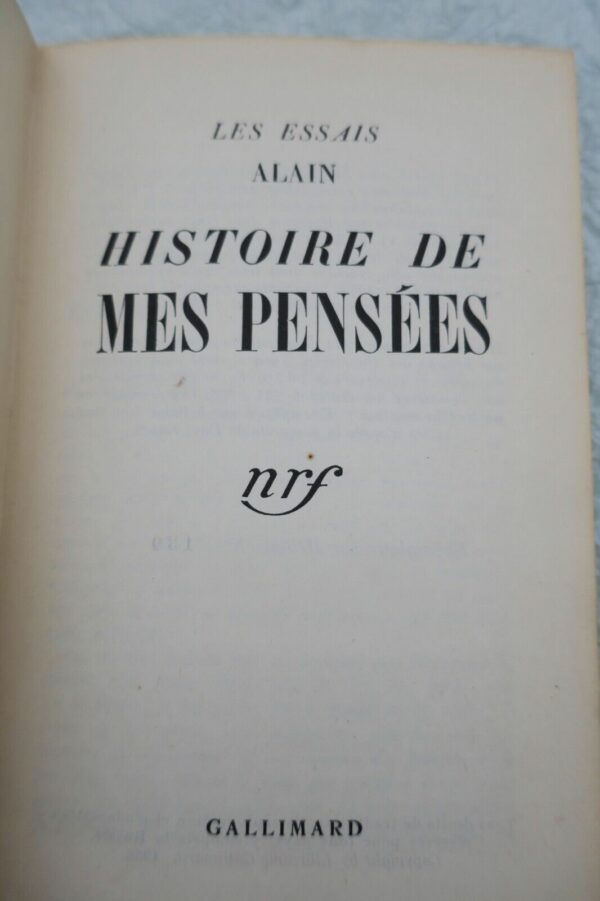 LES ESSAIS
ALAIN
HISTOIRE DE
MES PENSÉES
nrf
GALLIMARD